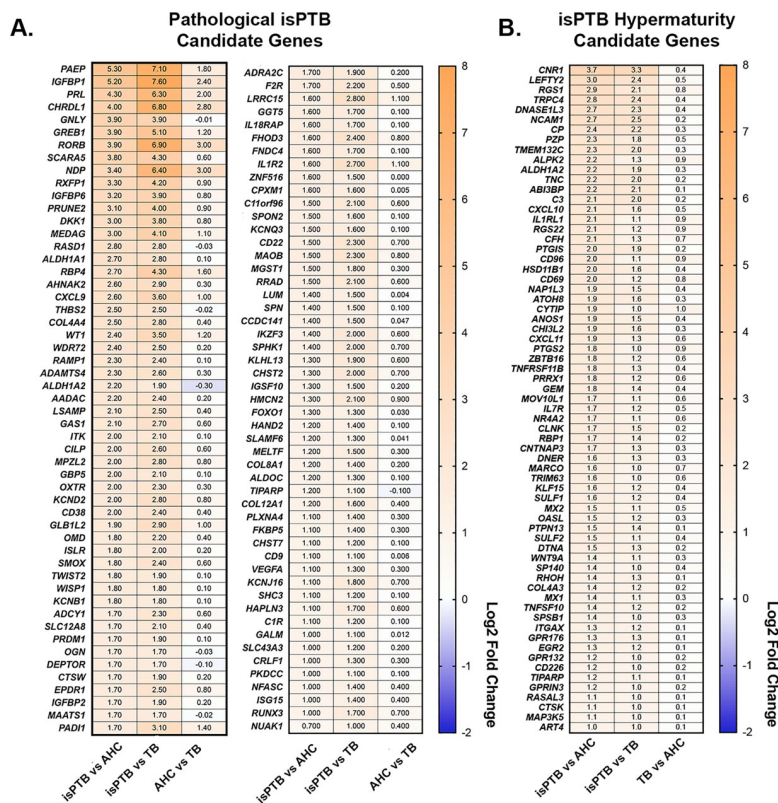 A.
Pathological isPTB
Candidate Genes
PAEP 5.30 7.10 1.80
IGFBP1 5.20 7.60 2.40
PRL 4.30 6.30 2.00
CHRDL1 4.00 6.80 2.80
GNLY 3.90 3.90 -0.01
GREB1 3.90 5.10 1.20
RORB 3.90 6.90 3.00
SCARA5 3.80 4.30 0.60
NDP 3.40 6.40 3.00
RXFP1 3.30 4.20 0.90
IGFBP6 3.20 3.90 0.80
PRUNE2 3.10 4.00 0.90
DKK1 3.00 3.80 0.80
MEDAG 3.00 4.10 1.10
RASD1 2.80 2.80 -0.03
ALDH1A1 2.70 2.70 0.10
RBP4 2.70 4.30 1.60
AHNAK2 2.60 2.90 0.30
CXCL9 2.60 3.60 1.00
THBS2 2.50 2.50 -0.02
COL4A4 2.50 2.80 0.40
WT1 2.40 3.50 1.20
WDR72 2.40 2.50 0.20
RAMP1 2.30 2.40 0.10
ADAMTS4 2.30 2.60 0.30
ALDH1A2 2.20 1.90 -0.30
AADAC 2.20 2.40 0.20
LSAMP 2.10 2.50 0.40
GAS1 2.10 2.70 0.60
ITK 2.00 2.10 0.10
CILP 2.00 2.60 0.60
MPZL2 2.00 2.80 0.80
GBP5 2.00 2.10 0.10
OXTR 2.00 2.30 0.30
KCND2 2.00 2.80 0.80
CD38 2.00 2.40 0.40
GLB1L2 1.90 2.90 1.00
OMD 1.80 2.20 0.40
ISLR 1.80 2.00 0.20
SMOX 1.80 2.40 0.60
TWIST2 1.80 1.90 0.10
WISP1 1.80 1.80 0.10
KCNB1 1.80 1.80 0.10
ADCY1 1.70 2.30 0.60
SLC12A8 1.70 2.10 0.40
PRDM1 1.70 1.90 0.10
OGN 1.70 1.70 -0.03
DEPTOR 1.70 1.70 -0.10
CTSW 1.70 1.90 0.20
EPDR1 1.70 2.50 0.80
IGFBP2 1.70 1.90 0.20
MAATS1 1.70 1.70 -0.02
PADI1 1.70 3.10 1.40
isPTB vs AHC
isPTB vs TB
AHC vs TB
ADRA2C 1.700 1.900 0.200
F2R 1.700 2.200 0.500
LRRC15 1.600 2.800 1.100
GGT5 1.600 1.700 0.100
IL18RAP 1.600 1.700 0.100
FHOD3 1.600 2.400 0.800
FNDC4 1.600 1.700 0.100
IL1R2 1.600 2.700 1.100
ZNF516 1.600 1.500 0.000
CPXM1 1.600 1.600 0.005
C11orf96 1.500 2.100 0.600
SPON2 1.500 1.600 0.100
KCNQ3 1.500 1.600 0.100
CD22 1.500 2.300 0.700
MAOB 1.500 2.300 0.800
MGST1 1.500 1.800 0.300
RRAD 1.500 2.100 0.600
LUM 1.500 1.500 0.004
SPN 1.400 1.500 0.100
CCDC141 1.400 1.500 0.047
IKZF3 1.400 2.000 0.600
SPHK1 1.400 2.000 0.700
KLHL13 1.300 1.900 0.600
CHST2 1.300 2.000 0.700
IGSF10 1.300 1.500 0.200
HMCN2 1.300 2.100 0.900
FOXO1 1.300 1.300 0.030
HAND2 1.200 1.400 0.100
SLAMF6 1.200 1.300 0.041
MELTF 1.200 1.500 0.300
COL8A1 1.200 1.400 0.200
ALDOC 1.200 1.300 0.100
TIPARP 1.200 1.100 -0.100
COL12A1 1.200 1.600 0.400
PLXNA4 1.100 1.400 0.300
FKBP5 1.100 1.400 0.300
CHST7 1.100 1.200 0.100
CD9 1.100 1.100 0.006
VEGFA 1.100 1.300 0.300
KCNJ16 1.100 1.800 0.700
SHC3 1.100 1.200 0.100
HAPLN3 1.100 1.700 0.600
C1R 1.100 1.200 0.100
GALM 1.000 1.100 0.012
SLC43A3 1.000 1.200 0.200
CRLF1 1.000 1.300 0.300
PKDCC 1.000 1.100 0.100
NFASC 1.000 1.400 0.400
ISG15 1.000 1.400 0.400
RUNX3 1.000 1.700 0.700
NUAK1 0.700 1.000 0.400
isPTB vs AHC
isPTB vs TB
AHC vs TB
8
7
6
5
4
3
2
1
0
-1
-2
Log2 Fold Change
B.
isPTB Hypermaturity
Candidate Genes
CNR1 3.7 3.3 0.4
LEFTY2 3.0 2.4 0.5
RGS1 2.9 2.1 0.8
TRPC4 2.8 2.4 0.4
DNASE1L3 2.7 2.3 0.4
NCAM1 2.7 2.5 0.2
CP 2.4 2.2 0.3
PZP 2.3 1.8 0.5
TMEM132C 2.3 2.0 0.3
ALPK2 2.2 1.3 0.9
ALDH1A2 2.2 1.9 0.3
TNC 2.2 2.0 0.2
ABI3BP 2.2 2.1 0.1
C3 2.1 2.0 0.2
CXCL10 2.1 1.6 0.5
IL1RL1 2.1 1.1 0.9
RGS22 2.1 1.2 0.9
CFH 2.1 1.3 0.7
PTGIS 2.0 1.9 0.2
CD96 2.0 1.1 0.9
HSD11B1 2.0 1.6 0.4
CD69 2.0 1.2 0.8
NAP1L3 1.9 1.5 0.4
ATOH8 1.9 1.6 0.3
CYTIP 1.9 1.0 1.0
ANOS1 1.9 1.5 0.4
CHI3L2 1.9 1.6 0.3
CXCL11 1.9 1.3 0.6
PTGS2 1.8 1.0 0.9
ZBTB16 1.8 1.2 0.6
TNFRSF11B 1.8 1.3 0.4
PRRX1 1.8 1.2 0.6
GEM 1.8 1.4 0.4
MOV10L1 1.7 1.1 0.6
IL7R 1.7 1.2 0.5
NR4A2 1.7 1.1 0.6
CLNK 1.7 1.5 0.2
RBP1 1.7 1.4 0.2
CNTNAP3 1.7 1.3 0.3
DNER 1.6 1.3 0.3
MARCO 1.6 1.0 0.7
TRIM63 1.6 1.0 0.6
KLF15 1.6 1.2 0.4
SULF1 1.6 1.2 0.4
MX2 1.5 1.1 0.5
OASL 1.5 1.2 0.3
PTPN13 1.5 1.4 0.1
SULF2 1.5 1.1 0.4
DTNA 1.5 1.3 0.2
WNT9A 1.4 1.1 0.3
SP140 1.4 1.0 0.4
RHOH 1.4 1.3 0.1
COL4A3 1.4 1.2 0.2
MX1 1.4 1.1 0.3
TNFSF10 1.4 1.2 0.2
SPSB1 1.4 1.0 0.3
ITGAX 1.3 1.2 0.1
GPR176 1.3 1.3 0.1
EGR2 1.3 1.2 0.1
GPR132 1.2 1.0 0.2
CD226 1.2 1.0 0.2
TIPARP 1.2 1.1 0.1
GPRIN3 1.2 1.0 0.2
RASAL3 1.1 1.0 0.1
CTSK 1.1 1.0 0.1
MAP3K5 1.1 1.0 0.1
ART4 1.0 1.0 0.1
isPTB vs AHC
isPTB vs TB
TB vs AHC
8
7
6
5
4
3
2
1
0
-1
-2
Log2 Fold Change